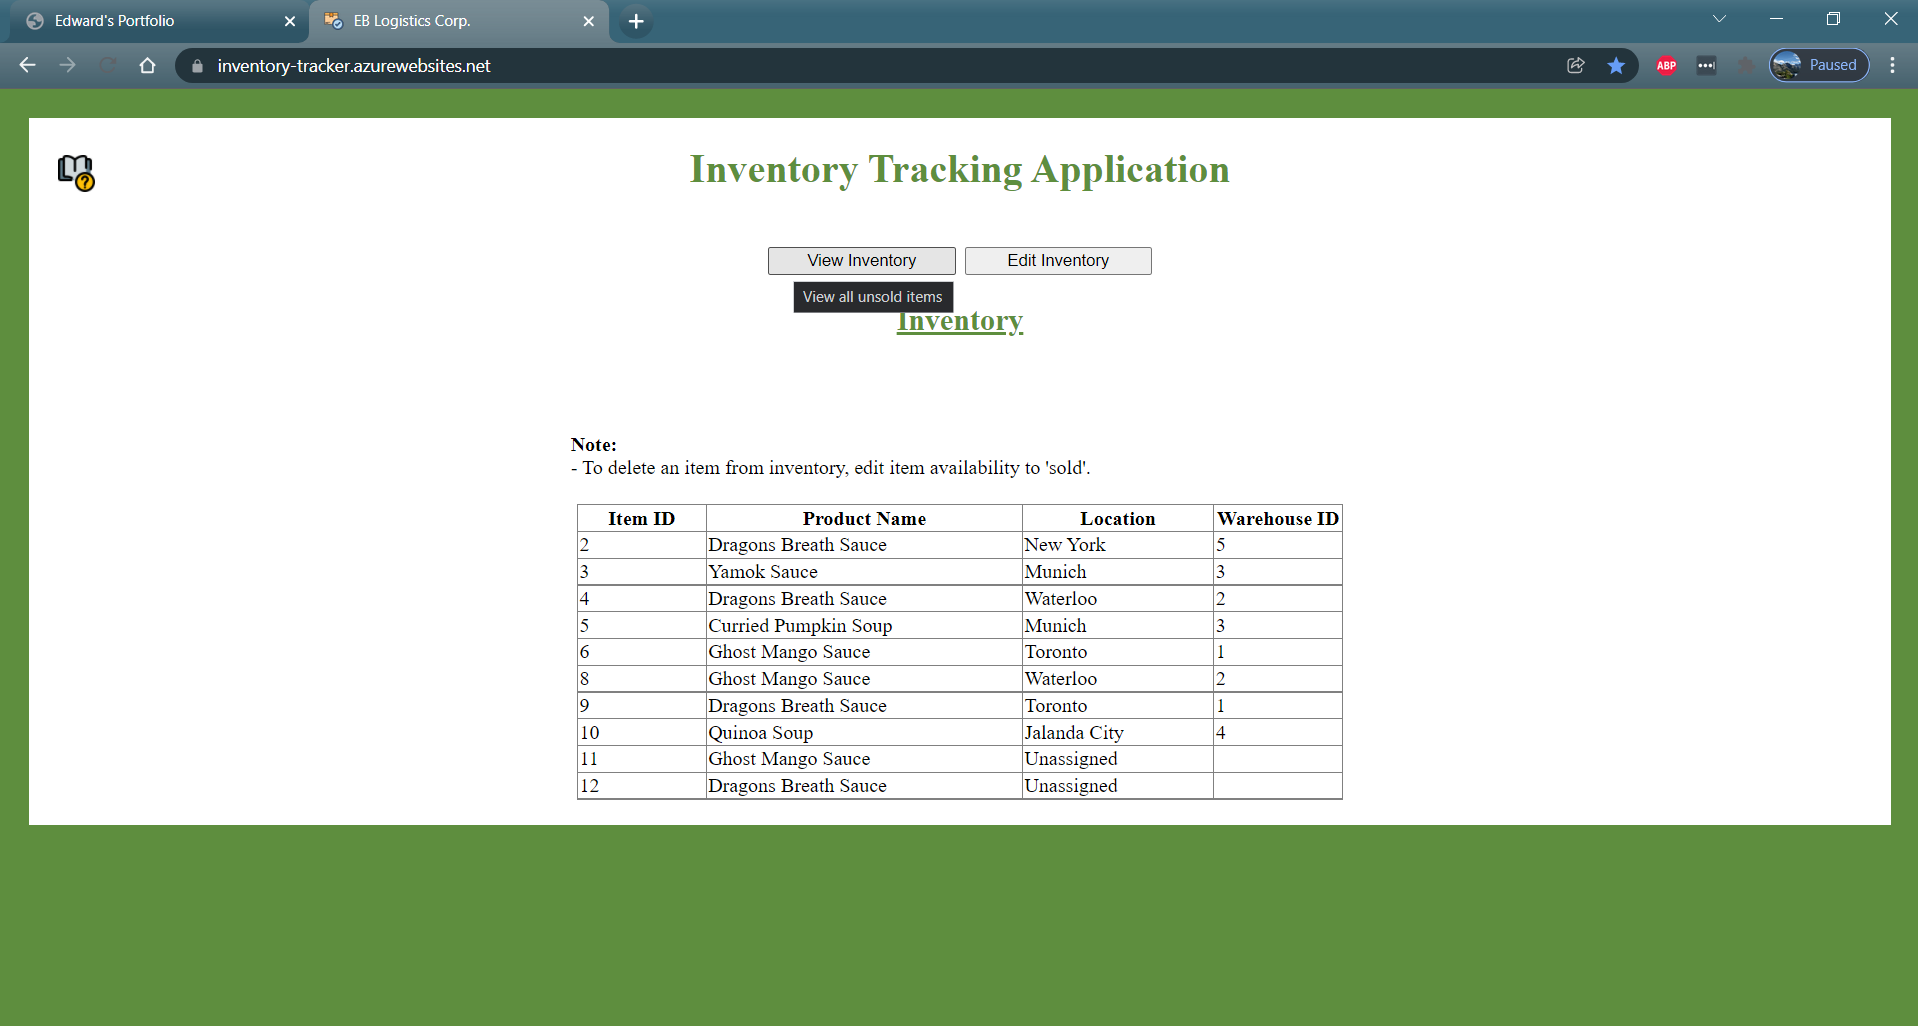 Edward's Portfolio
EB Logistics Corp.
inventory-tracker.azurewebsites.net
ABP
Paused
?
Inventory Tracking Application
View Inventory Edit Inventory
View all unsold items
Inventory
Note:
- To delete an item from inventory, edit item availability to 'sold'.
Item ID Product Name Location Warehouse ID
2 Dragons Breath Sauce New York 5
3 Yamok Sauce Munich 3
4 Dragons Breath Sauce Waterloo 2
5 Curried Pumpkin Soup Munich 3
6 Ghost Mango Sauce Toronto 1
8 Ghost Mango Sauce Waterloo 2
9 Dragons Breath Sauce Toronto 1
10 Quinoa Soup Jalanda City 4
11 Ghost Mango Sauce Unassigned
12 Dragons Breath Sauce Unassigned